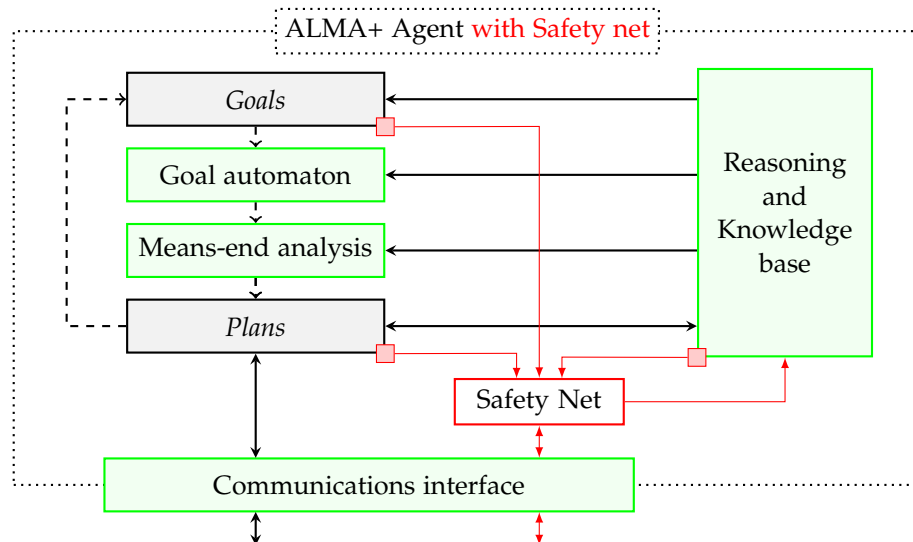 ALMA+ Agent with Safety net
Goals
Goal automaton
Means-end analysis
Plans
Reasoning
and
Knowledge
base
Safety Net
Communications interface